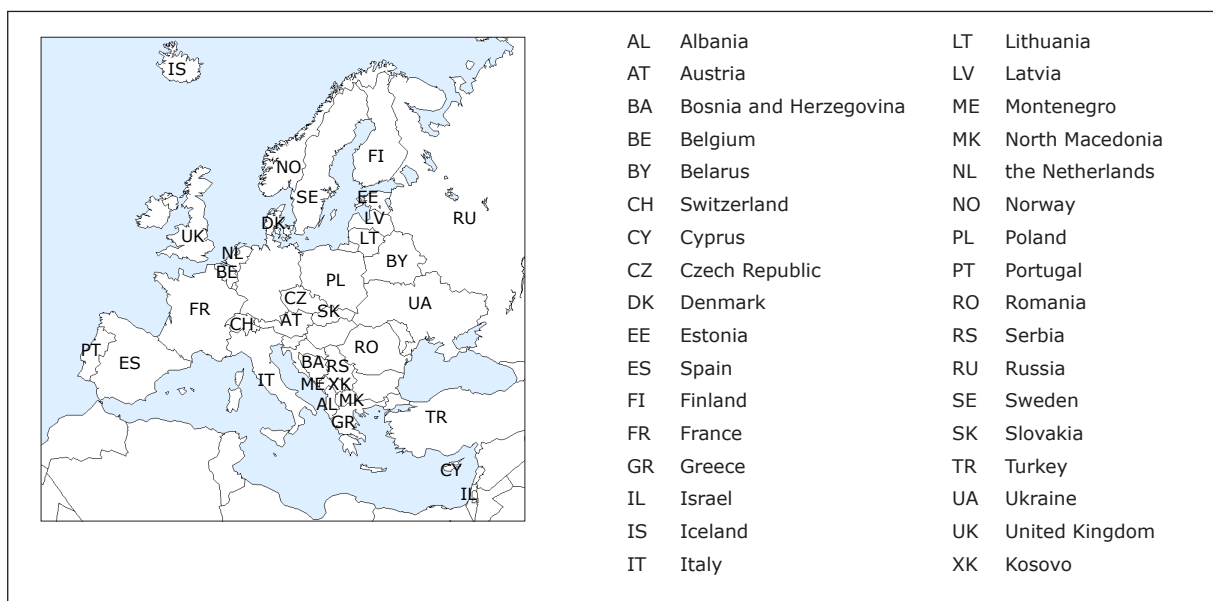 IS
NO
FI
SE
EE
RU
DK
LV
LT
UK
NL
BY
BE
PL
CZ
UA
FR
SK
CH
AT
RO
PT
ES
BA
RS
IT
ME
XK
AL
MK
TR
GR
CY
IL
AL Albania
AT Austria
BA Bosnia and Herzegovina
BE Belgium
BY Belarus
CH Switzerland
CY Cyprus
CZ Czech Republic
DK Denmark
EE Estonia
ES Spain
FI Finland
FR France
GR Greece
IL Israel
IS Iceland
IT Italy
LT Lithuania
LV Latvia
ME Montenegro
MK North Macedonia
NL the Netherlands
NO Norway
PL Poland
PT Portugal
RO Romania
RS Serbia
RU Russia
SE Sweden
SK Slovakia
TR Turkey
UA Ukraine
UK United Kingdom
XK Kosovo